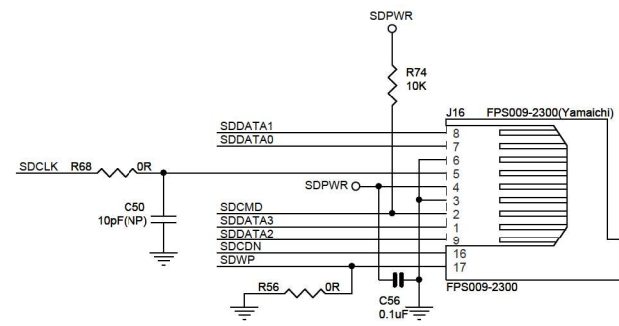 SDPWR
R74
10K
J16 FPS009-2300(Yamaichi)
SDDATA1 8
SDDATA0 7
6
SDCLK R68 0R 5
SDPWR 4
3
C50
10pF(NP)
SDCMD 2
SDDATA3 1
SDDATA2 9
SDCDN 16
SDWP 17
R56 0R
FPS009-2300
C56
0.1uF